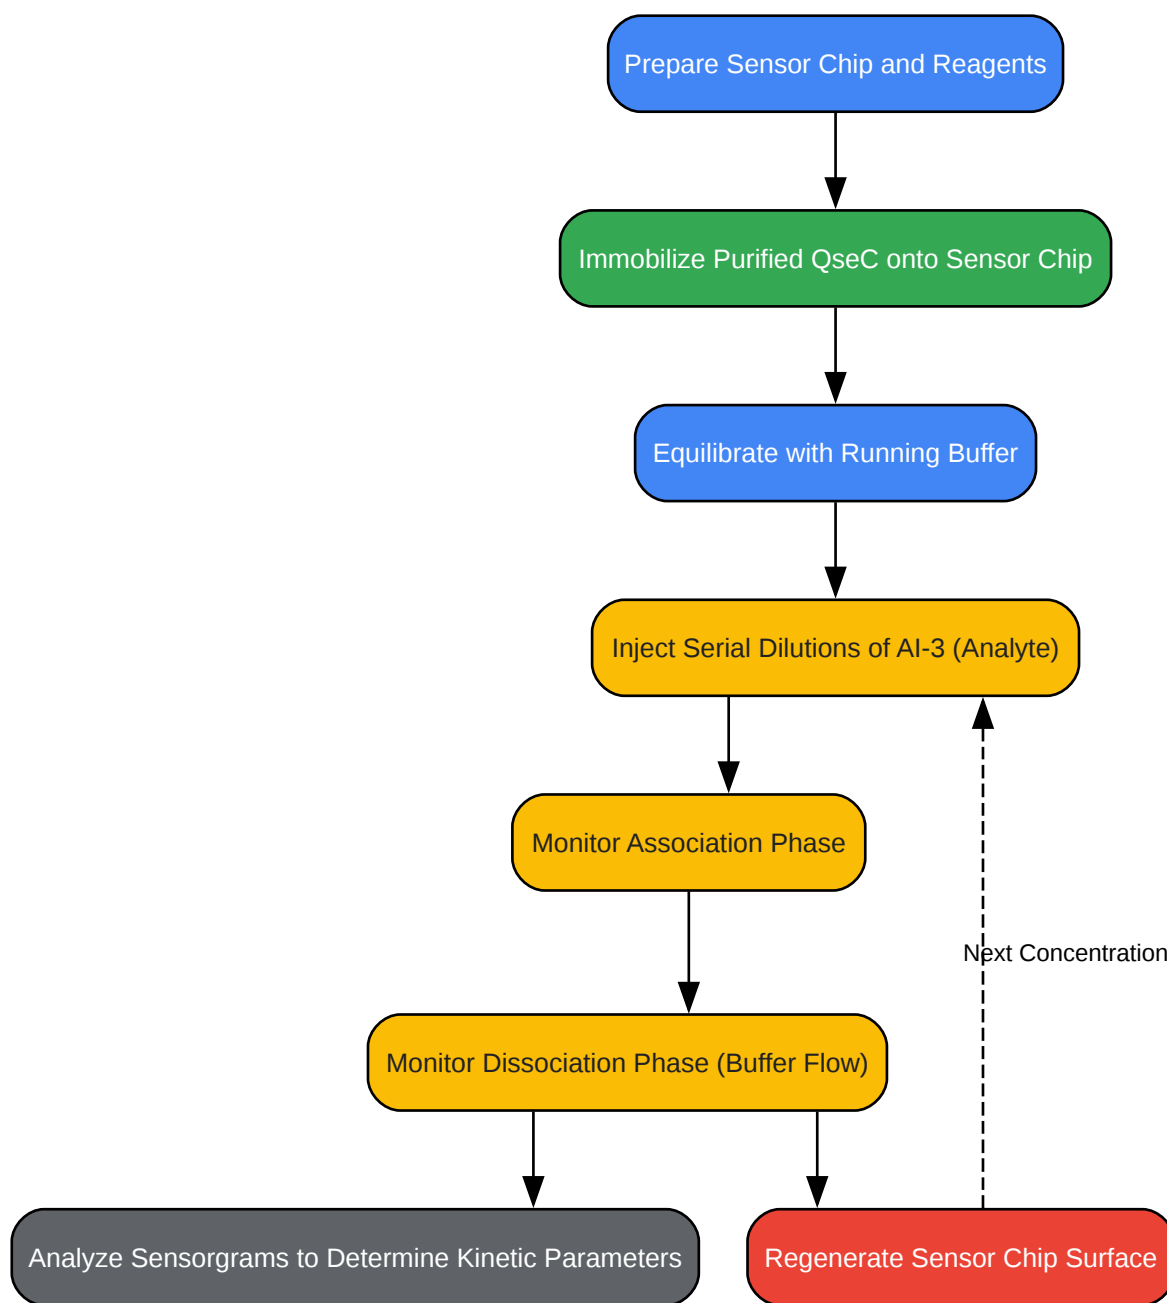 Prepare Sensor Chip and Reagents
Immobilize Purified QseC onto Sensor Chip
Equilibrate with Running Buffer
Inject Serial Dilutions of AI-3 (Analyte)
Monitor Association Phase
Next Concentration
Monitor Dissociation Phase (Buffer Flow)
Analyze Sensorgrams to Determine Kinetic Parameters
Regenerate Sensor Chip Surface